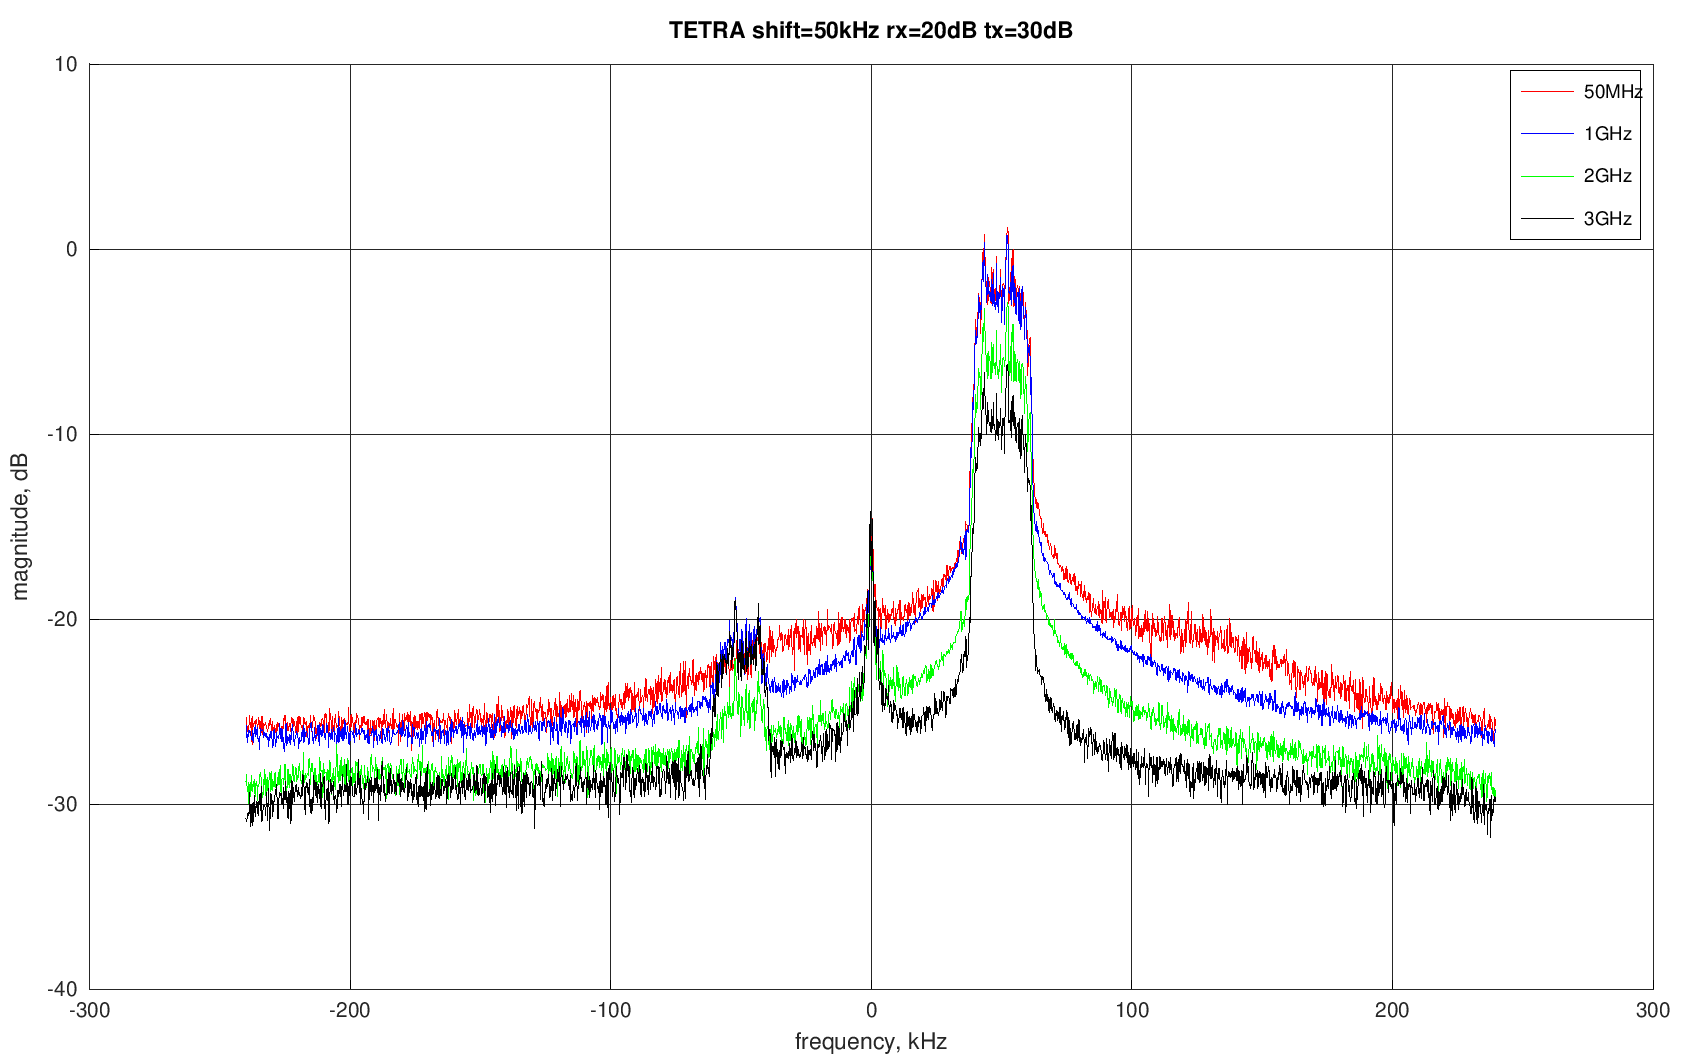 TETRA shift=50kHz rx=20dB tx=30dB
10
0
-10
-20
-30
-40
magnitude, dB
50MHz
1GHz
2GHz
3GHz
-300
-200
-100
0
100
200
300
frequency, kHz